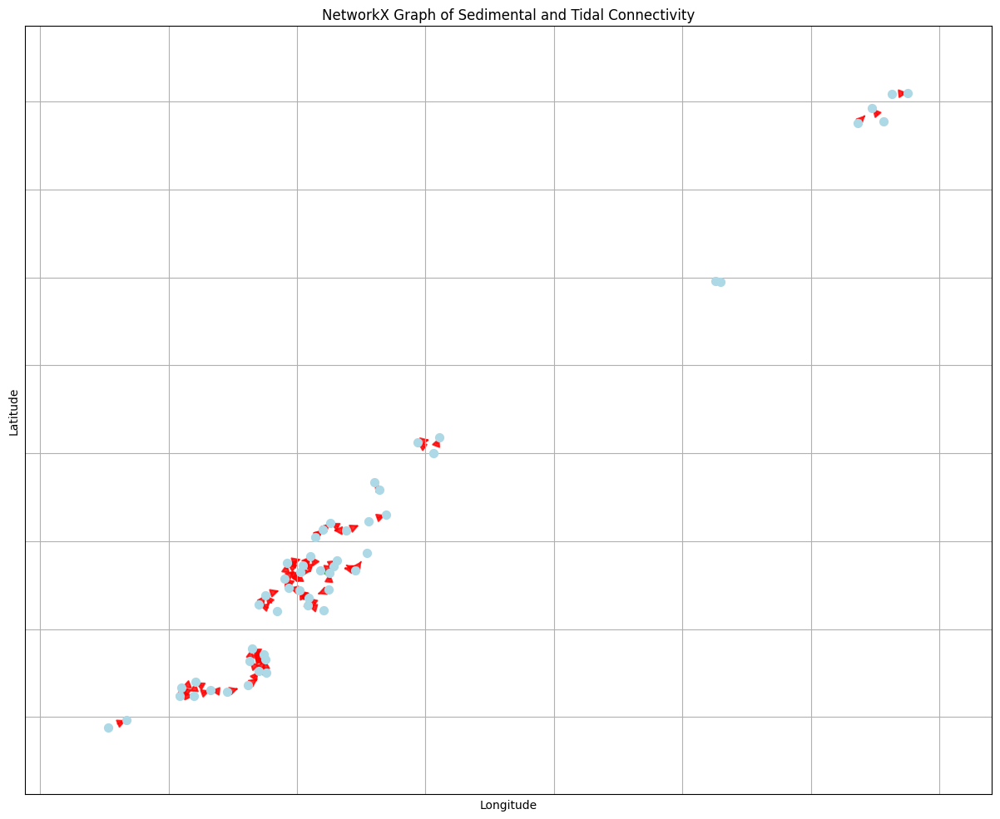 NetworkX Graph of Sedimental and Tidal Connectivity
Latitude
Longitude